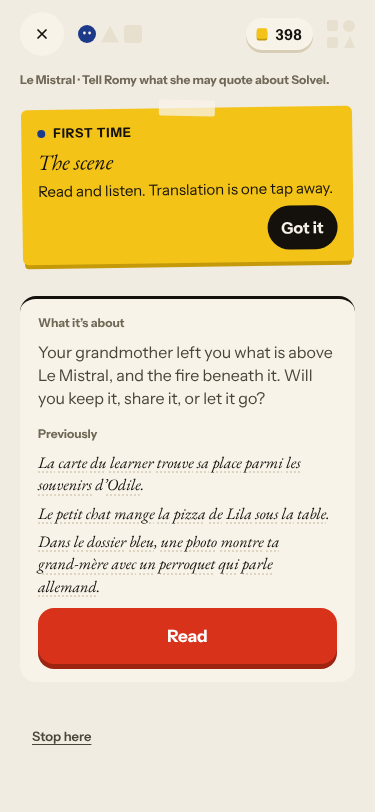 398
Le Mistral · Tell Romy what she may quote about Solvel.
FIRST TIME
The scene
Read and listen. Translation is one tap away.
Got it
What it's about
Your grandmother left you what is above
Le Mistral, and the fire beneath it. Will
you keep it, share it, or let it go?
Previously
La carte du learner trouve sa place parmi les
souvenirs d'Odile.
Le petit chat mange la pizza de Lila sous la table.
Dans le dossier bleu, une photo montre ta
grand-mère avec un perroquet qui parle
allemand.
Read
Stop here